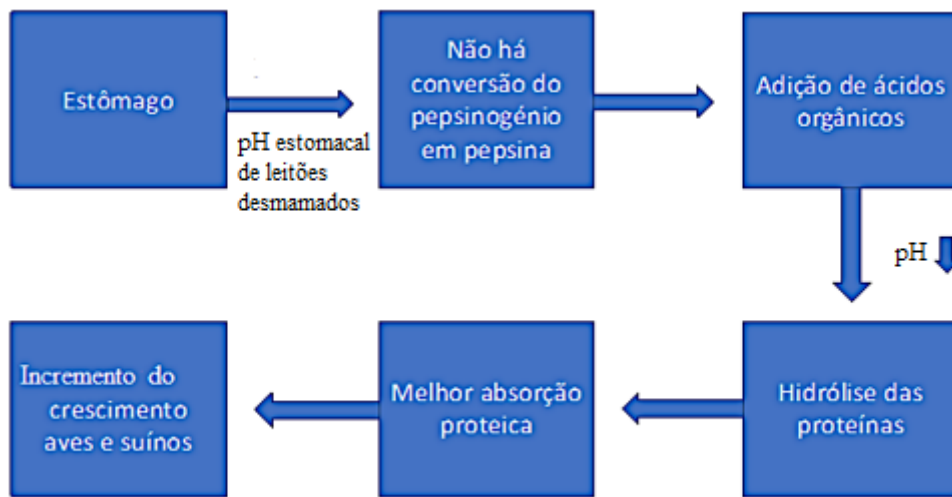 Estômago
pH estomacal
de leitões
desmamados
Não há
conversão do
pepsinogénio
em pepsina
Adição de ácidos
orgânicos
pH
Hidrólise das
proteínas
Melhor absorção
proteica
Incremento do
crescimento
aves e suínos